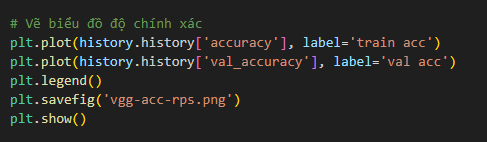 # Vẽ biểu đồ độ chính xác
plt.plot(history.history['accuracy'], label='train acc')
plt.plot(history.history['val_accuracy'], label='val acc')
plt.legend()
plt.savefig('vgg-acc-rps.png')
plt.show()